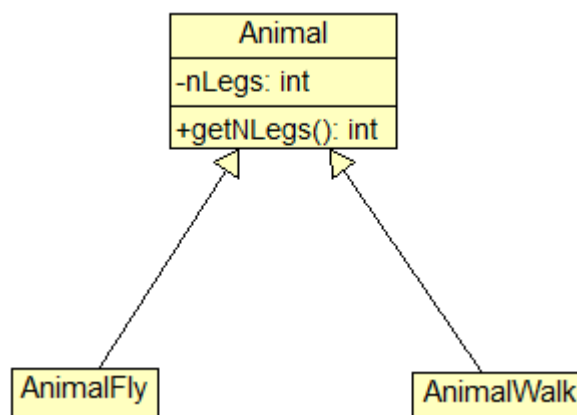 Animal
-nLegs: int
+getNLegs(): int
AnimalFly
AnimalWalk